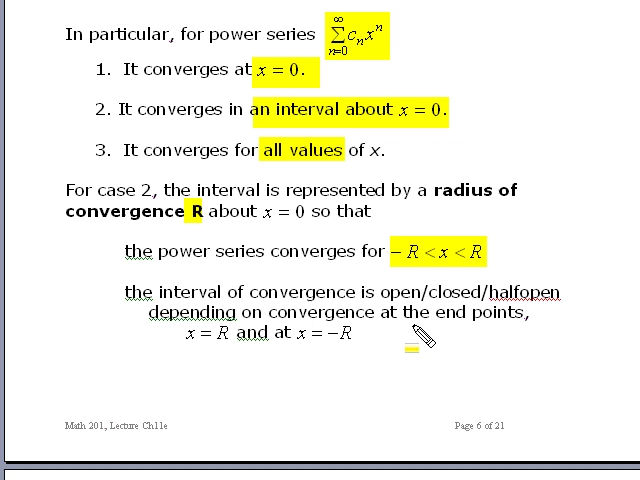 In particular, for power series ∞ ∑ n=0 cₙxⁿ
1. It converges at x = 0.
2. It converges in an interval about x = 0.
3. It converges for all values of x.
For case 2, the interval is represented by a radius of
convergence R about x = 0 so that
the power series converges for − R < x < R
the interval of convergence is open/closed/halfopen
depending on convergence at the end points,
x = R and at x = −R
Math 201, Lecture Ch11e Page 6 of 21